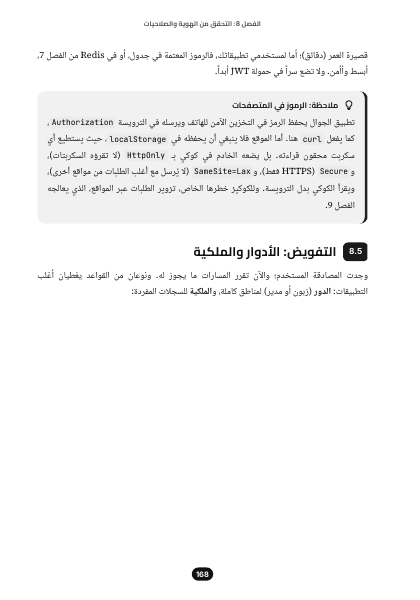 الفصل 8: التحقق من الهوية والصلاحيات
قصيرة العمر (دقائق)؛ أما لمستخدمي تطبيقاتك، فالرموز المعتمة في جدول، أو في Redis من الفصل 7،
أبسط وأأمن. ولا تضع سراً في حمولة JWT أبداً.
ملاحظة: الرموز في المتصفحات
تطبيق الجوال يحفظ الرمز في التخزين الآمن للهاتف ويرسله في الترويسة Authorization،
كما يفعل curl هنا. أما الموقع فلا ينبغي أن يحفظه في localStorage، حيث يستطيع أي
سكربت محقون قراءته. بل يضعه الخادم في كوكي بـ HttpOnly (لا تقرؤه السكربتات)،
و Secure (HTTPS فقط)، و SameSite=Lax (لا يُرسل مع أغلب الطلبات من مواقع أخرى)،
ويقرأ الكوكي بدل الترويسة. وللكوكيز خطرها الخاص، تزوير الطلبات عبر المواقع، الذي يعالجه
الفصل 9.
8.5 التفويض: الأدوار والملكية
وجدت المصادقة المستخدم؛ والآن تقرر المسارات ما يجوز له. ونوعان من القواعد يغطيان أغلب
التطبيقات: الدور (زبون أو مدير) لمناطق كاملة، والملكية للسجلات المفردة:
168